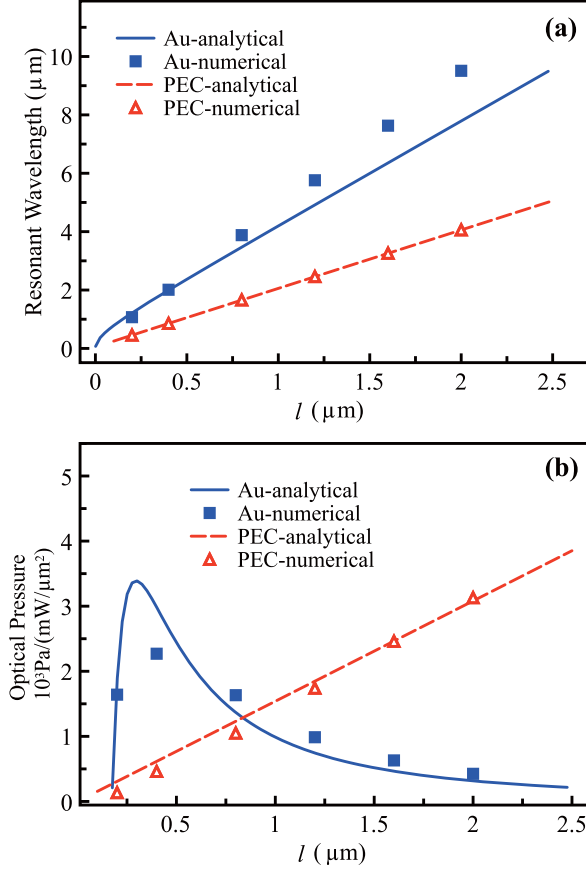 (a)
Au-analytical
Au-numerical
PEC-analytical
PEC-numerical
Resonant Wavelength (µm)
10
8
6
4
2
0
0 0.5 1 1.5 2 2.5
l (µm)
(b)
Au-analytical
Au-numerical
PEC-analytical
PEC-numerical
Optical Pressure
10³Pa/(mW/µm²)
5
4
3
2
1
0
0.5 1 1.5 2 2.5
l (µm)